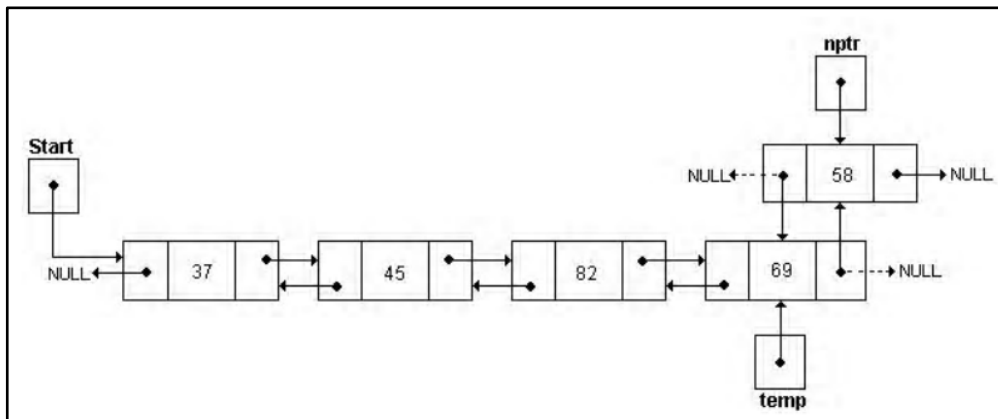 nptr
Start
NULL 58 NULL
NULL 37 45 82 69 NULL
temp